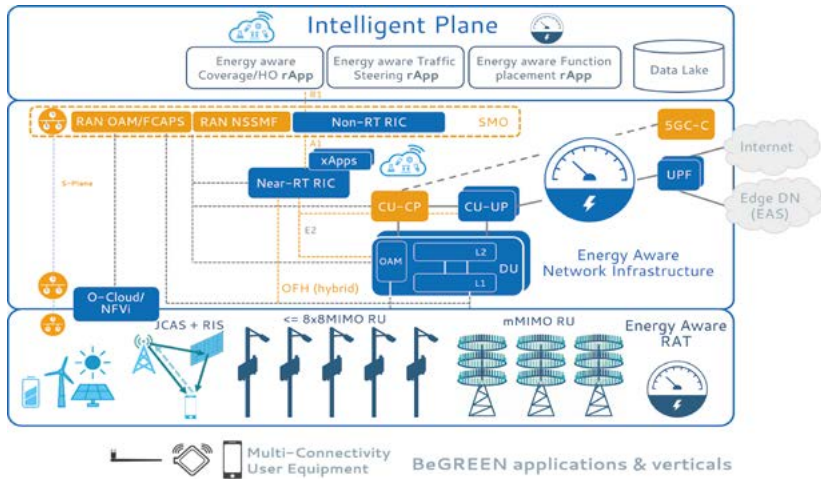 Intelligent Plane
Energy aware
Coverage/HO rApp
Energy aware Traffic
Steering rApp
Energy aware Function
placement rApp
Data Lake
R1
RAN OAM/FCAPS
RAN NSSMF
Non-RT RIC
SMO
5GC-C
A1
xApps
Internet
S-Plane
Near-RT RIC
UPF
CU-CP
CU-UP
Edge DN
(EAS)
E2
OAM
L2
DU
L1
Energy Aware
Network Infrastructure
OFH (hybrid)
O-Cloud/
NFVi
JCAS + RIS
<= 8x8MIMO RU
mMIMO RU
Energy Aware
RAT
Multi-Connectivity
User Equipment
BeGREEN applications & verticals